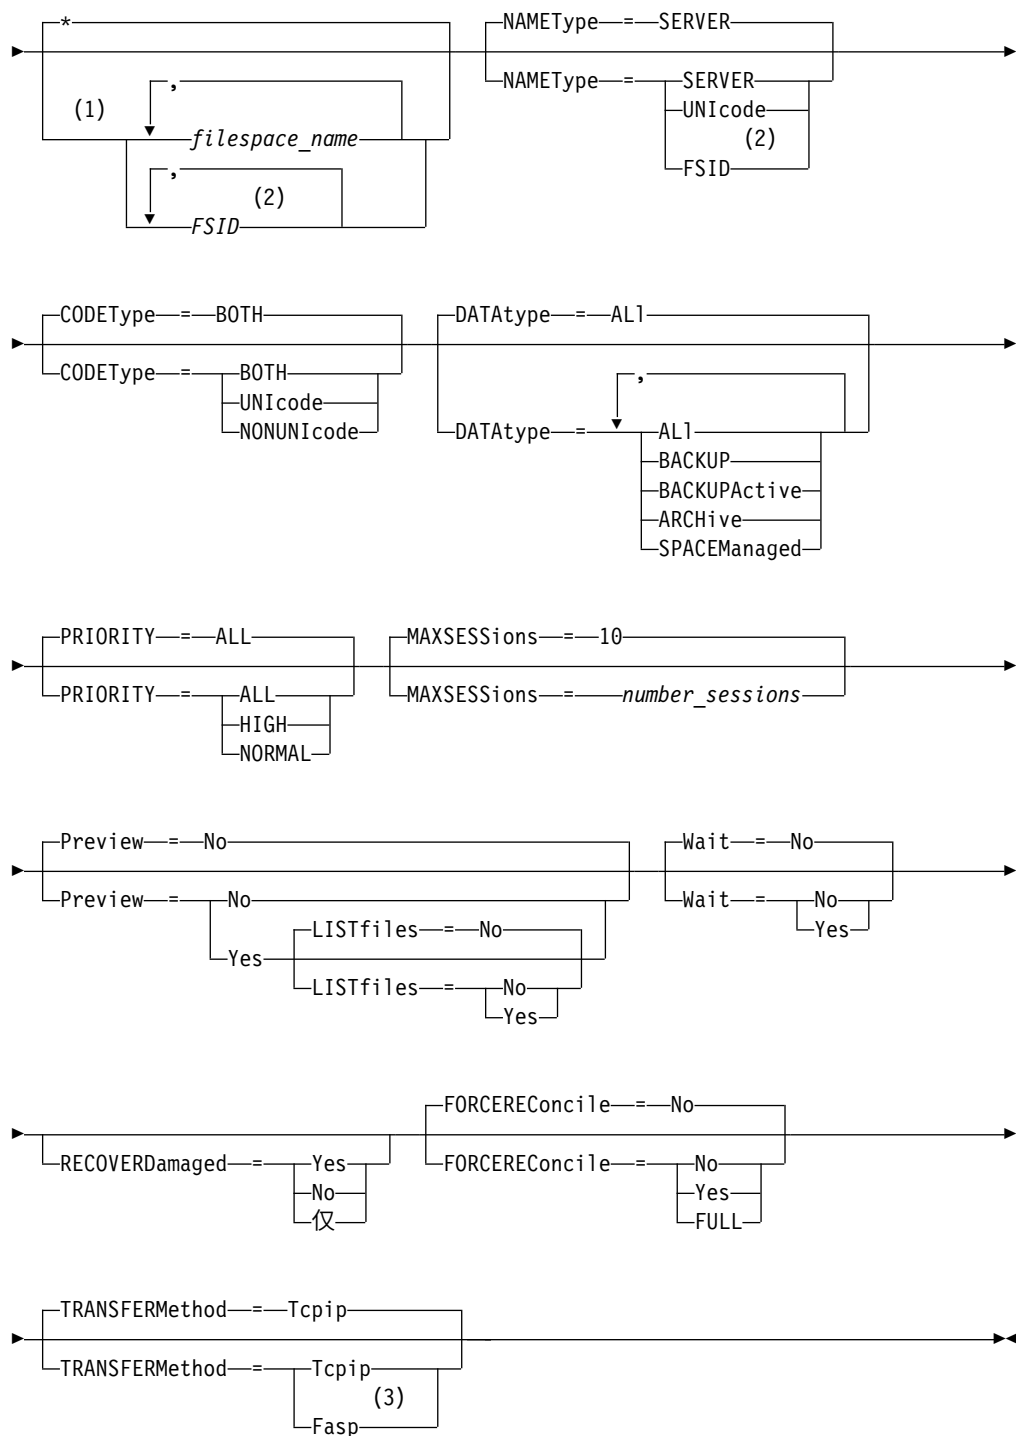 *
NAMEType = SERVER
,
NAMEType = SERVER
(1)
UNIcode
filespace_name
(2)
,
FSID
(2)
FSID
CODEType = BOTH
DATAtype = ALl
CODEType = BOTH
,
UNIcode
NONUNIcode
DATAtype = ALl
BACKUP
BACKUPActive
ARCHive
SPACEManaged
PRIORITY = ALL
MAXSESSions = 10
PRIORITY = ALL
MAXSESSions = number_sessions
HIGH
NORMAL
Preview = No
Wait = No
Preview = No
Wait = No
LISTfiles = No
Yes
Yes
LISTfiles = No
Yes
FORCEREConcile = No
RECOVERDamaged = Yes
FORCEREConcile = No
No
Yes
仅
FULL
TRANSFERMethod = Tcpip
TRANSFERMethod = Tcpip
(3)
Fasp